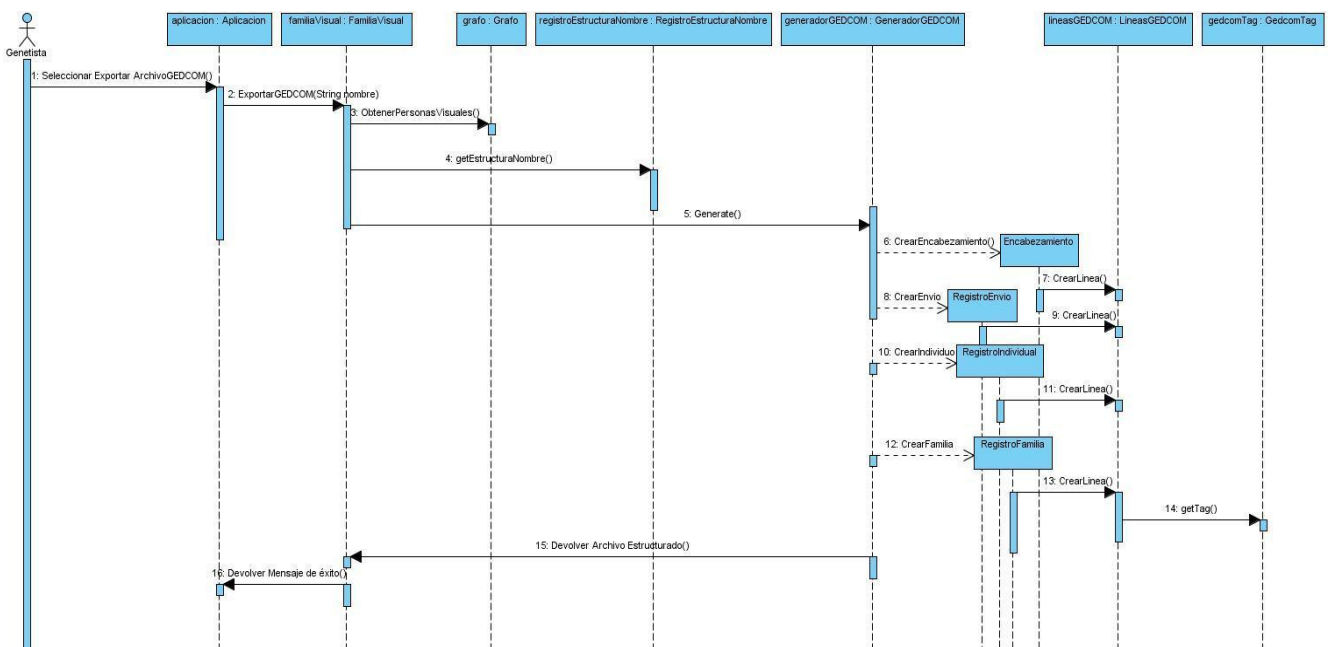 aplicacion : Aplicacion
familiaVisual : FamiliaVisual
grafo : Grafo
registroEstructuraNombre : RegistroEstructuraNombre
generadorGEDCOM : GeneradorGEDCOM
lineasGEDCOM : LineasGEDCOM
gedcomTag : GedcomTag
Genetista
1: Seleccionar Exportar ArchivoGEDCOM()
2: ExportarGEDCOM(String nombre)
3: ObtenerPersonasVisuales()
4: getEstructuraNombre()
5: Generate()
6: CrearEncabezamiento()
Encabezamiento
7: CrearLinea()
8: CrearEnvio
RegistroEnvio
9: CrearLinea()
10: CrearIndividuo
RegistroIndividual
11: CrearLinea()
12: CrearFamilia
RegistroFamilia
13: CrearLinea()
14: getTag()
15: Devolver Archivo Estructurado()
16: Devolver Mensaje de éxito()